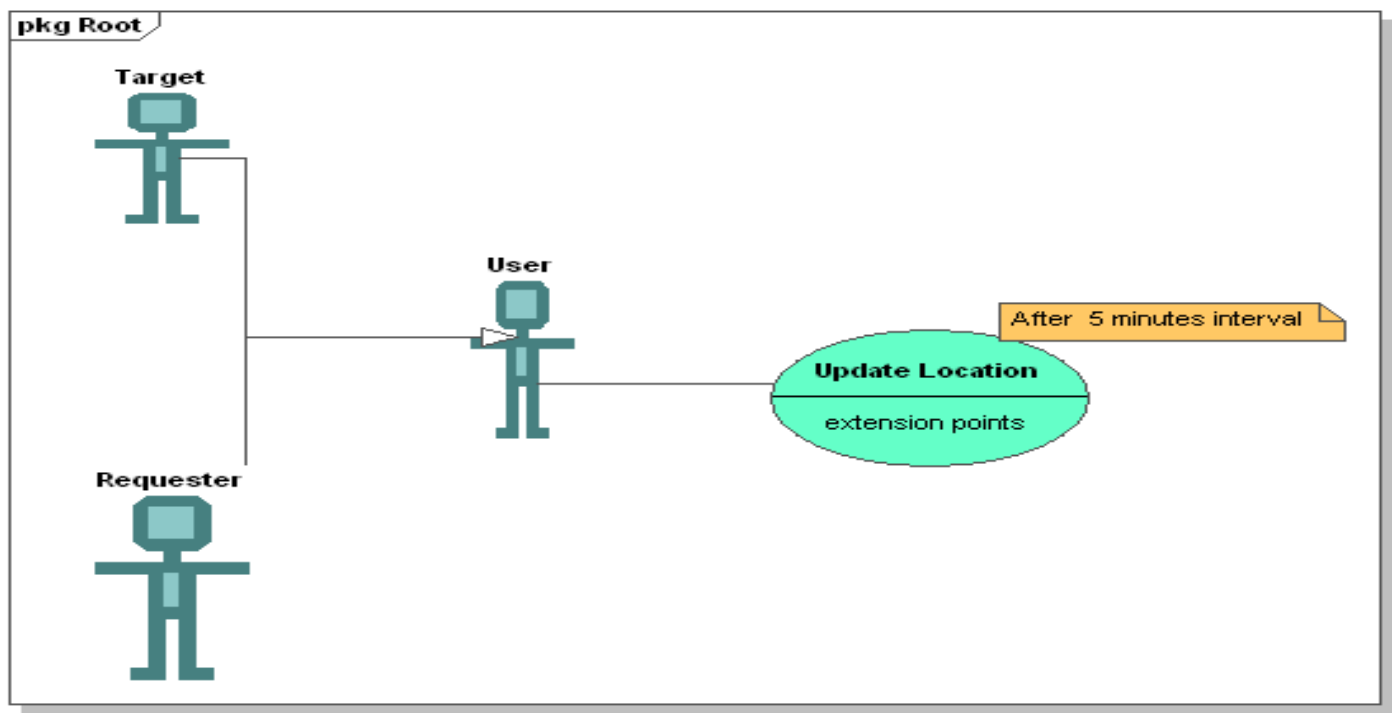 pkg Root
Target
User
After 5 minutes interval
Update Location
extension points
Requester